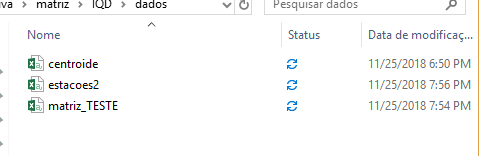 iva > matriz > IQD > dados
Pesquisar dados
Nome Status Data de modificaç...
centroide 11/25/2018 6:50 PM
estacoes2 11/25/2018 7:56 PM
matriz_TESTE 11/25/2018 7:54 PM